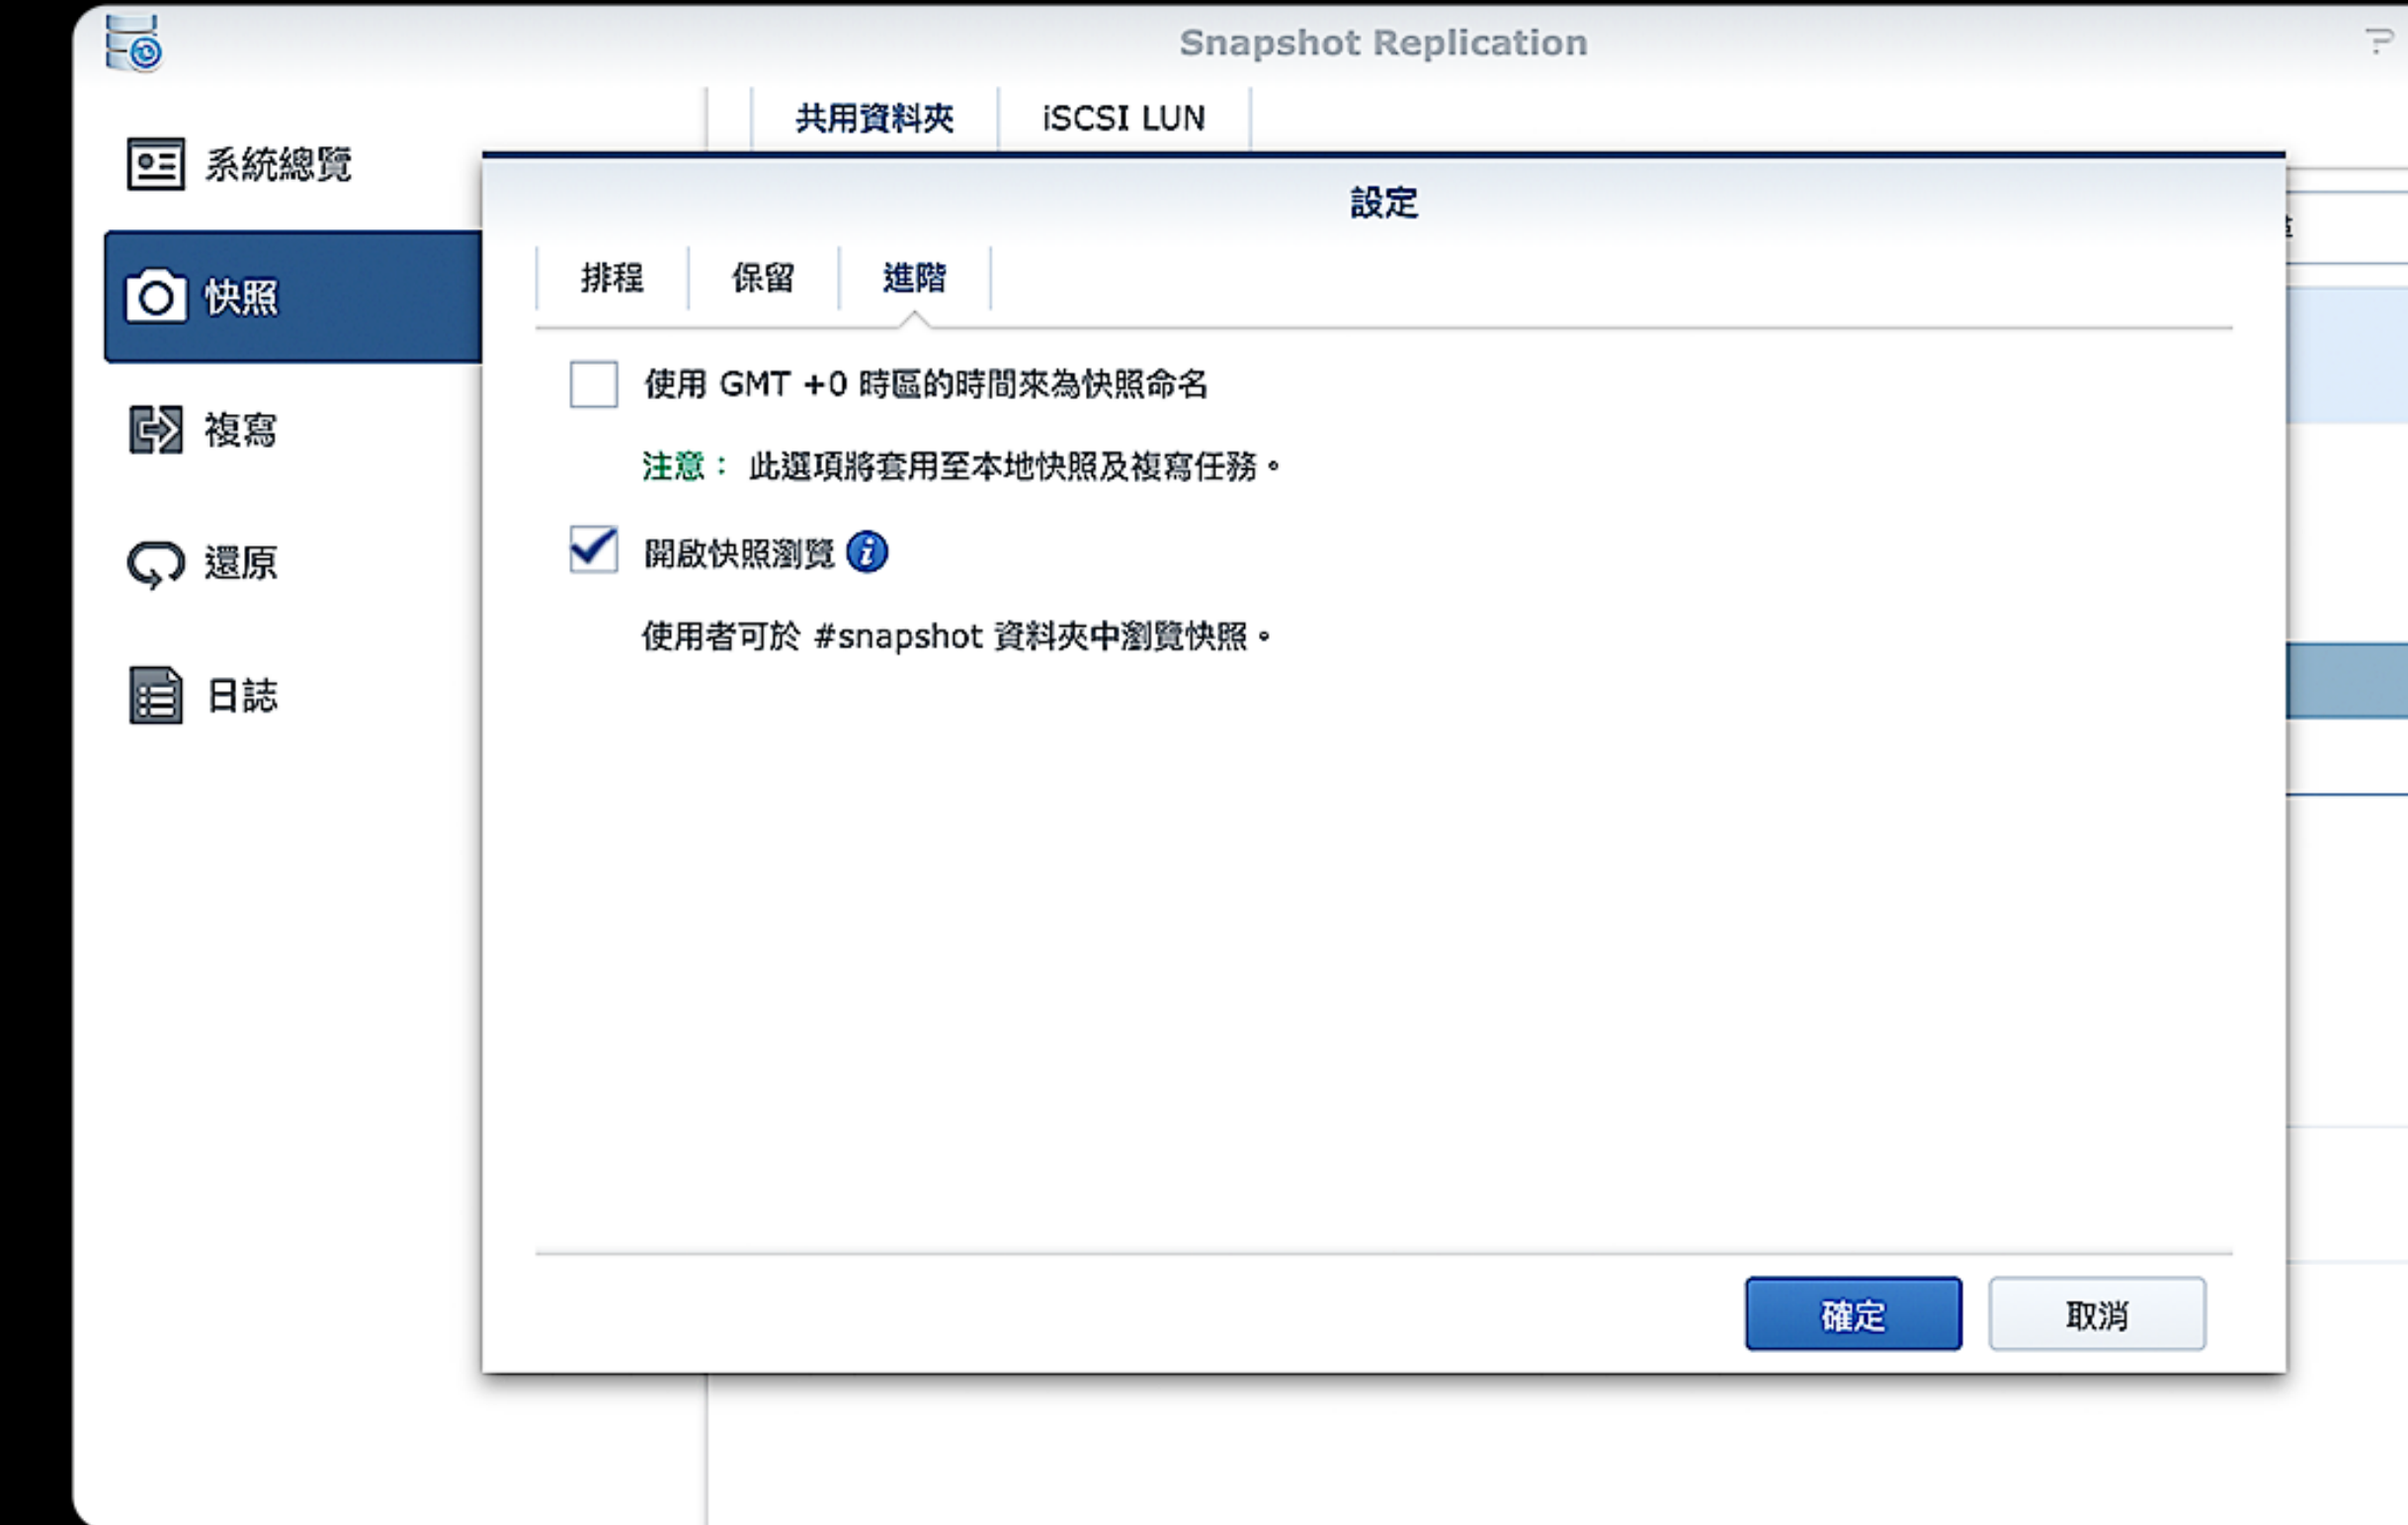 Snapshot Replication
系統總覽
快照
複寫
還原
日誌
共用資料夾
iSCSI LUN
設定
排程
保留
進階
使用 GMT +0 時區的時間來為快照命名
注意： 此選項將套用至本地快照及複寫任務。
開啟快照瀏覽
使用者可於 #snapshot 資料夾中瀏覽快照。
確定
取消